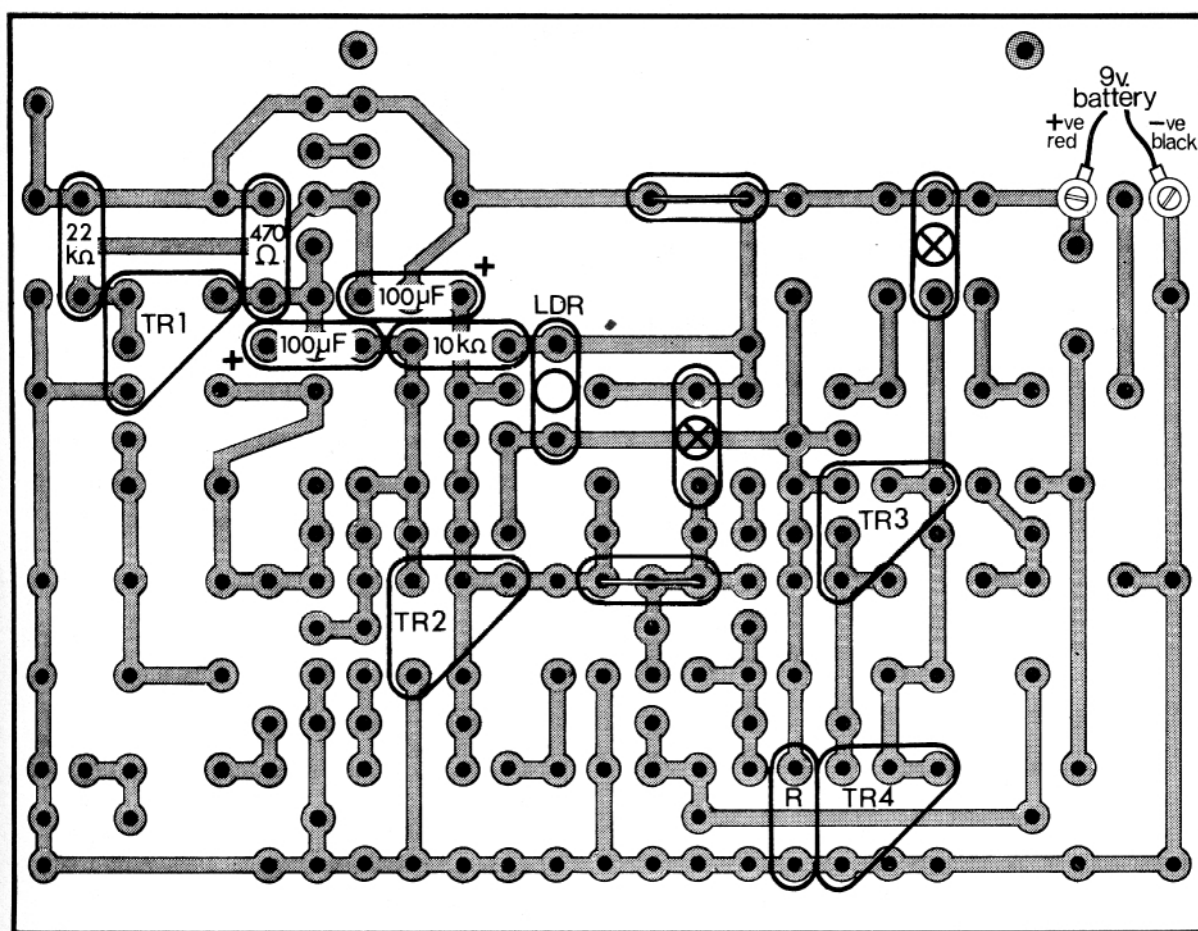 9v.
battery
+ve
red
-ve
black
22
kΩ
470
Ω
TR1
100µF
+
+
100µF
10kΩ
LDR
TR3
TR2
R
TR4